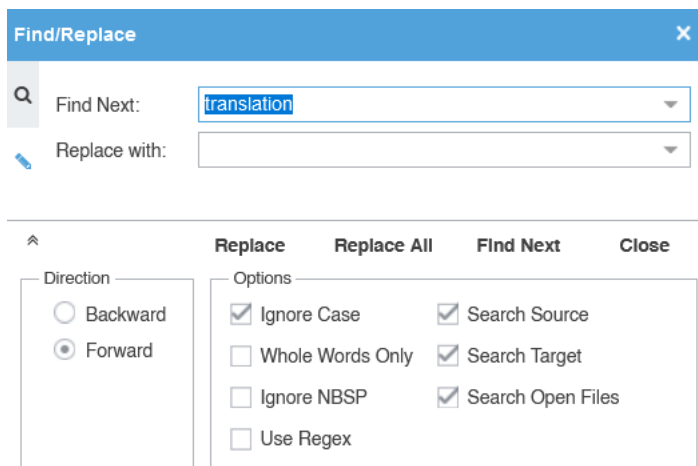 Find/Replace
Find Next: translation
Replace with:
Replace Replace All Find Next Close
Direction Options
Backward Ignore Case Search Source
Forward Whole Words Only Search Target
Ignore NBSP Search Open Files
Use Regex